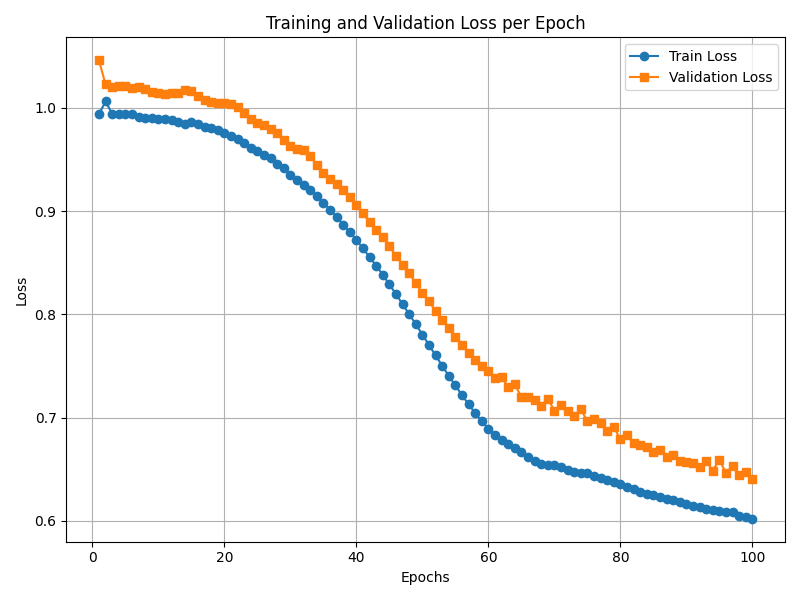 Training and Validation Loss per Epoch
Train Loss
Validation Loss
1.0
0.9
0.8
0.7
0.6
Loss
0 20 40 60 80 100
Epochs